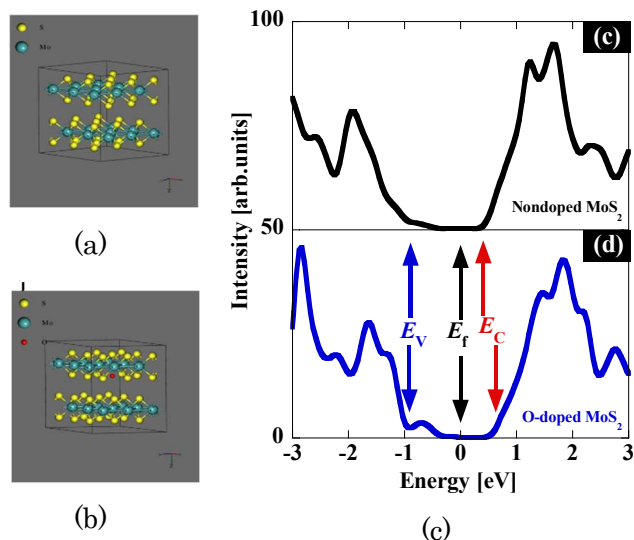 S
Mo
(a)
S
Mo
O
(b)
100
(c)
Intensity [arb.units]
Nondoped MoS2
50
(d)
EV
Ef
EC
O-doped MoS2
0
-3 -2 -1 0 1 2 3
Energy [eV]
(c)